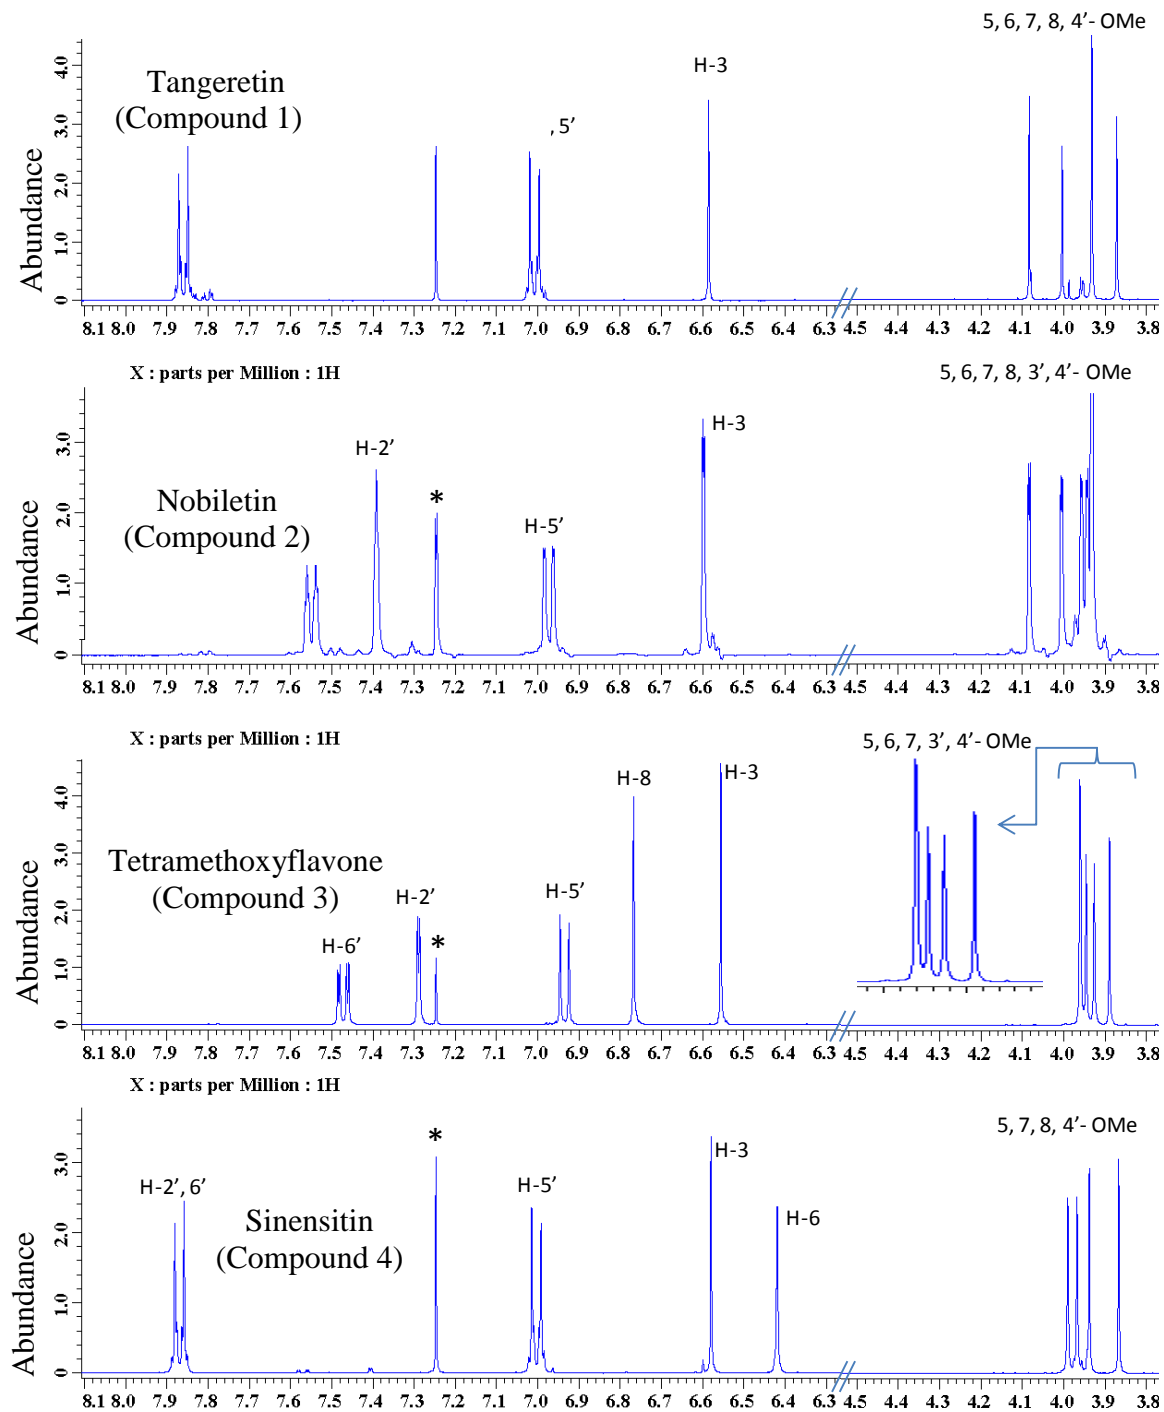 5, 6, 7, 8, 4’- OMe
Tangeretin
(Compound 1)
H-3
, 5’
Abundance
4.0
3.0
2.0
1.0
0
8.1 8.0 7.9 7.8 7.7 7.6 7.5 7.4 7.3 7.2 7.1 7.0 6.9 6.8 6.7 6.6 6.5 6.4 6.3 4.5 4.4 4.3 4.2 4.1 4.0 3.9 3.8
X : parts per Million : 1H
5, 6, 7, 8, 3’, 4’- OMe
H-3
H-2’
Nobiletin
(Compound 2)
*
H-5’
Abundance
3.0
2.0
1.0
0
8.1 8.0 7.9 7.8 7.7 7.6 7.5 7.4 7.3 7.2 7.1 7.0 6.9 6.8 6.7 6.6 6.5 6.4 6.3 4.5 4.4 4.3 4.2 4.1 4.0 3.9 3.8
X : parts per Million : 1H
5, 6, 7, 3’, 4’- OMe
H-8
H-3
Tetramethoxyflavone
(Compound 3)
H-2’
H-5’
H-6’
*
Abundance
4.0
3.0
2.0
1.0
0
8.1 8.0 7.9 7.8 7.7 7.6 7.5 7.4 7.3 7.2 7.1 7.0 6.9 6.8 6.7 6.6 6.5 6.4 6.3 4.5 4.4 4.3 4.2 4.1 4.0 3.9 3.8
X : parts per Million : 1H
5, 7, 8, 4’- OMe
*
H-3
H-2’, 6’
H-5’
Sinensitin
(Compound 4)
H-6
Abundance
3.0
2.0
1.0
0
8.1 8.0 7.9 7.8 7.7 7.6 7.5 7.4 7.3 7.2 7.1 7.0 6.9 6.8 6.7 6.6 6.5 6.4 6.3 4.5 4.4 4.3 4.2 4.1 4.0 3.9 3.8